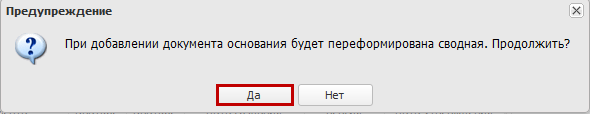 Предупреждение
При добавлении документа основания будет переформирована сводная. Продолжить?
Да
Нет